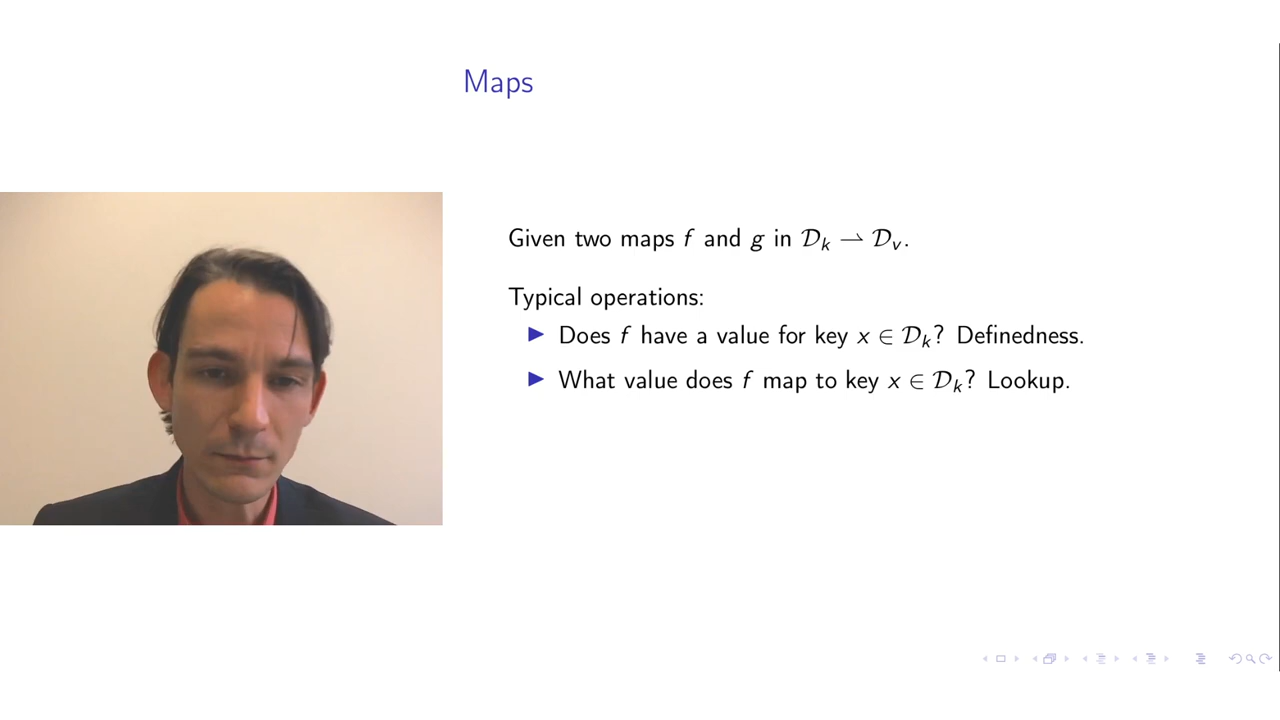 Maps
Given two maps f and g in 𝒟ₖ ⇀ 𝒟ᵥ.
Typical operations:
▶ Does f have a value for key x ∈ 𝒟ₖ? Definedness.
▶ What value does f map to key x ∈ 𝒟ₖ? Lookup.